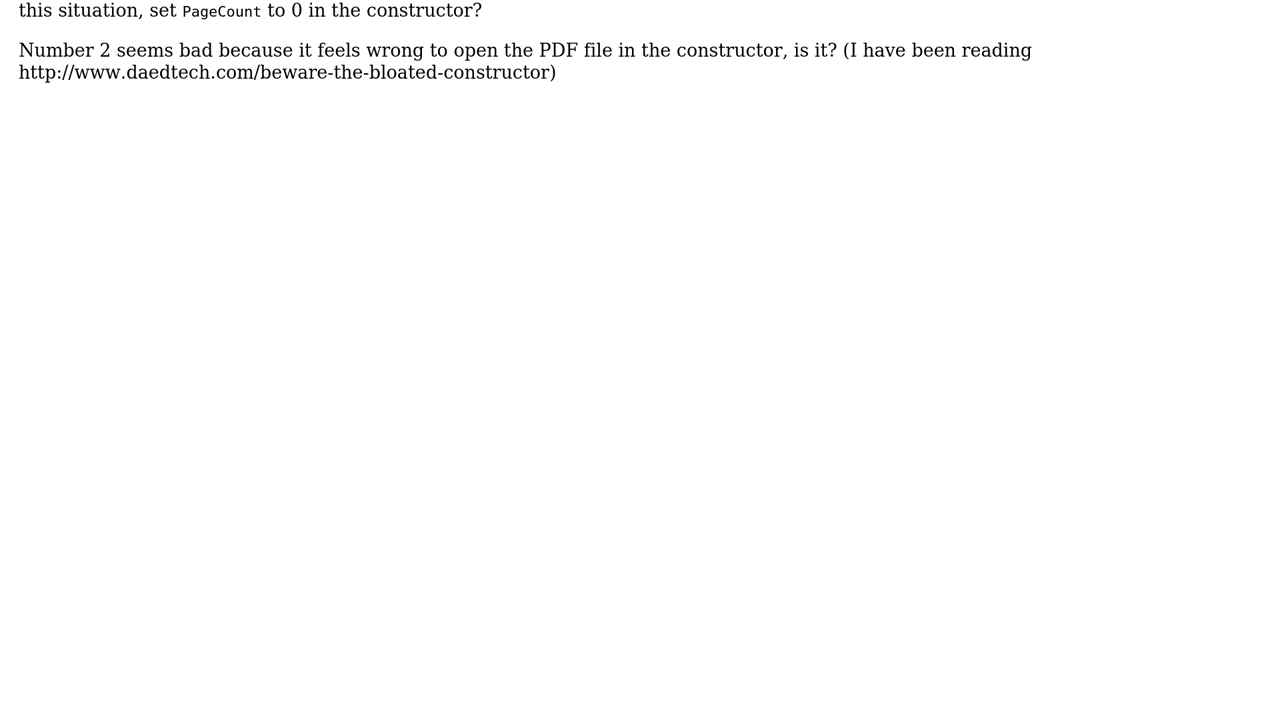 this situation, set PageCount to 0 in the constructor?
Number 2 seems bad because it feels wrong to open the PDF file in the constructor, is it? (I have been reading
http://www.daedtech.com/beware-the-bloated-constructor)